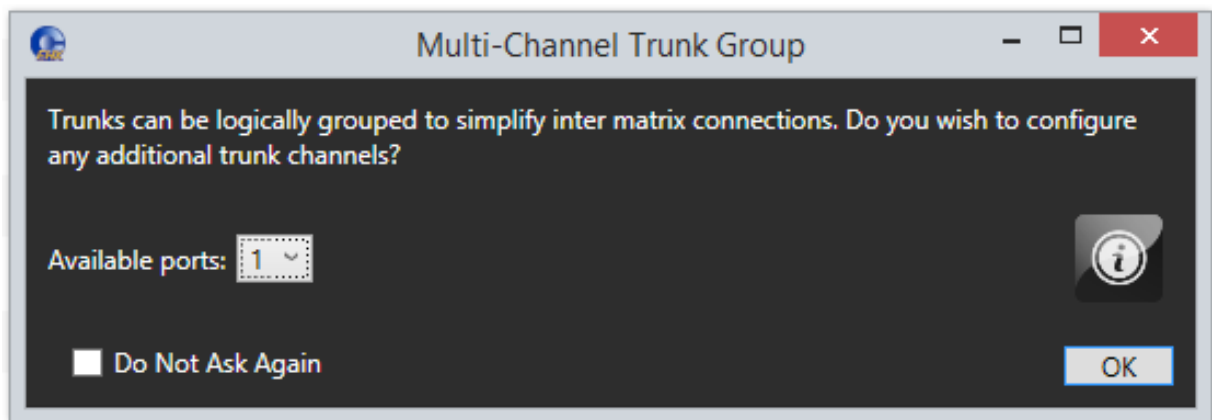 Multi-Channel Trunk Group
Trunks can be logically grouped to simplify inter matrix connections. Do you wish to configure
any additional trunk channels?
Available ports: 1
Do Not Ask Again
OK